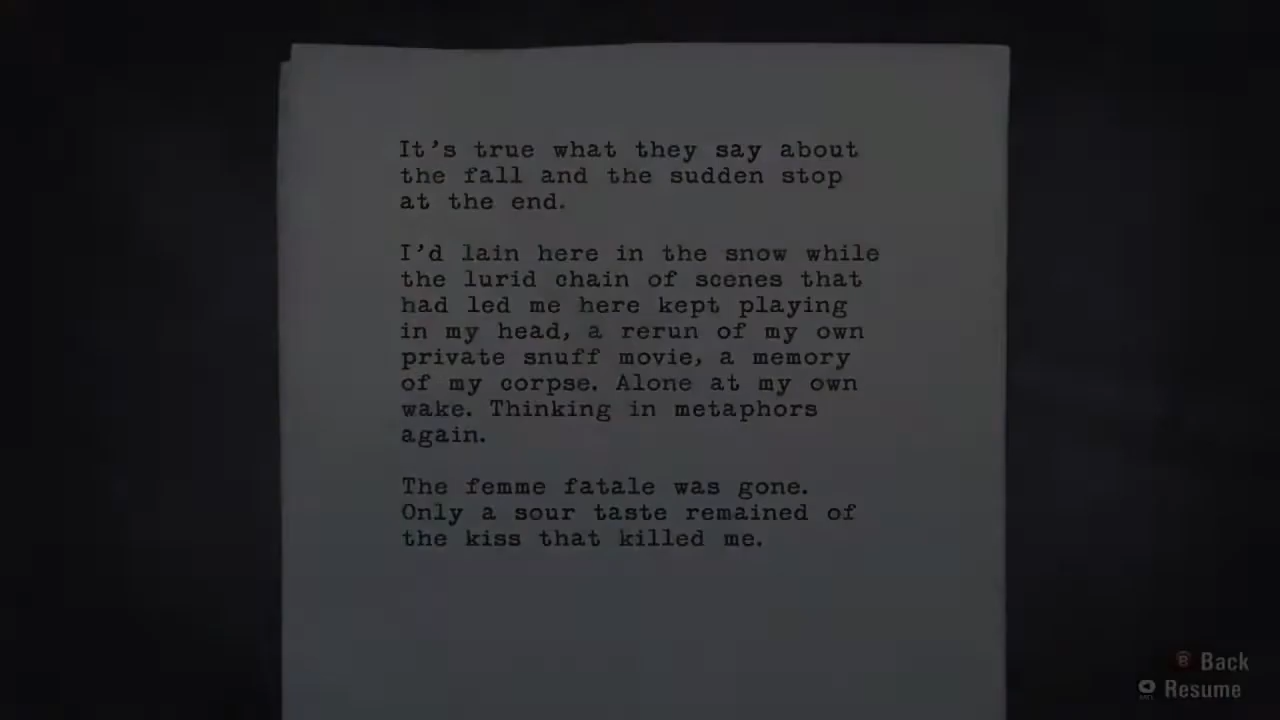 It's true what they say about
the fall and the sudden stop
at the end.
I'd lain here in the snow while
the lurid chain of scenes that
had led me here kept playing
in my head, a rerun of my own
private snuff movie, a memory
of my corpse. Alone at my own
wake. Thinking in metaphors
again.
The femme fatale was gone.
Only a sour taste remained of
the kiss that killed me.
B Back
Resume